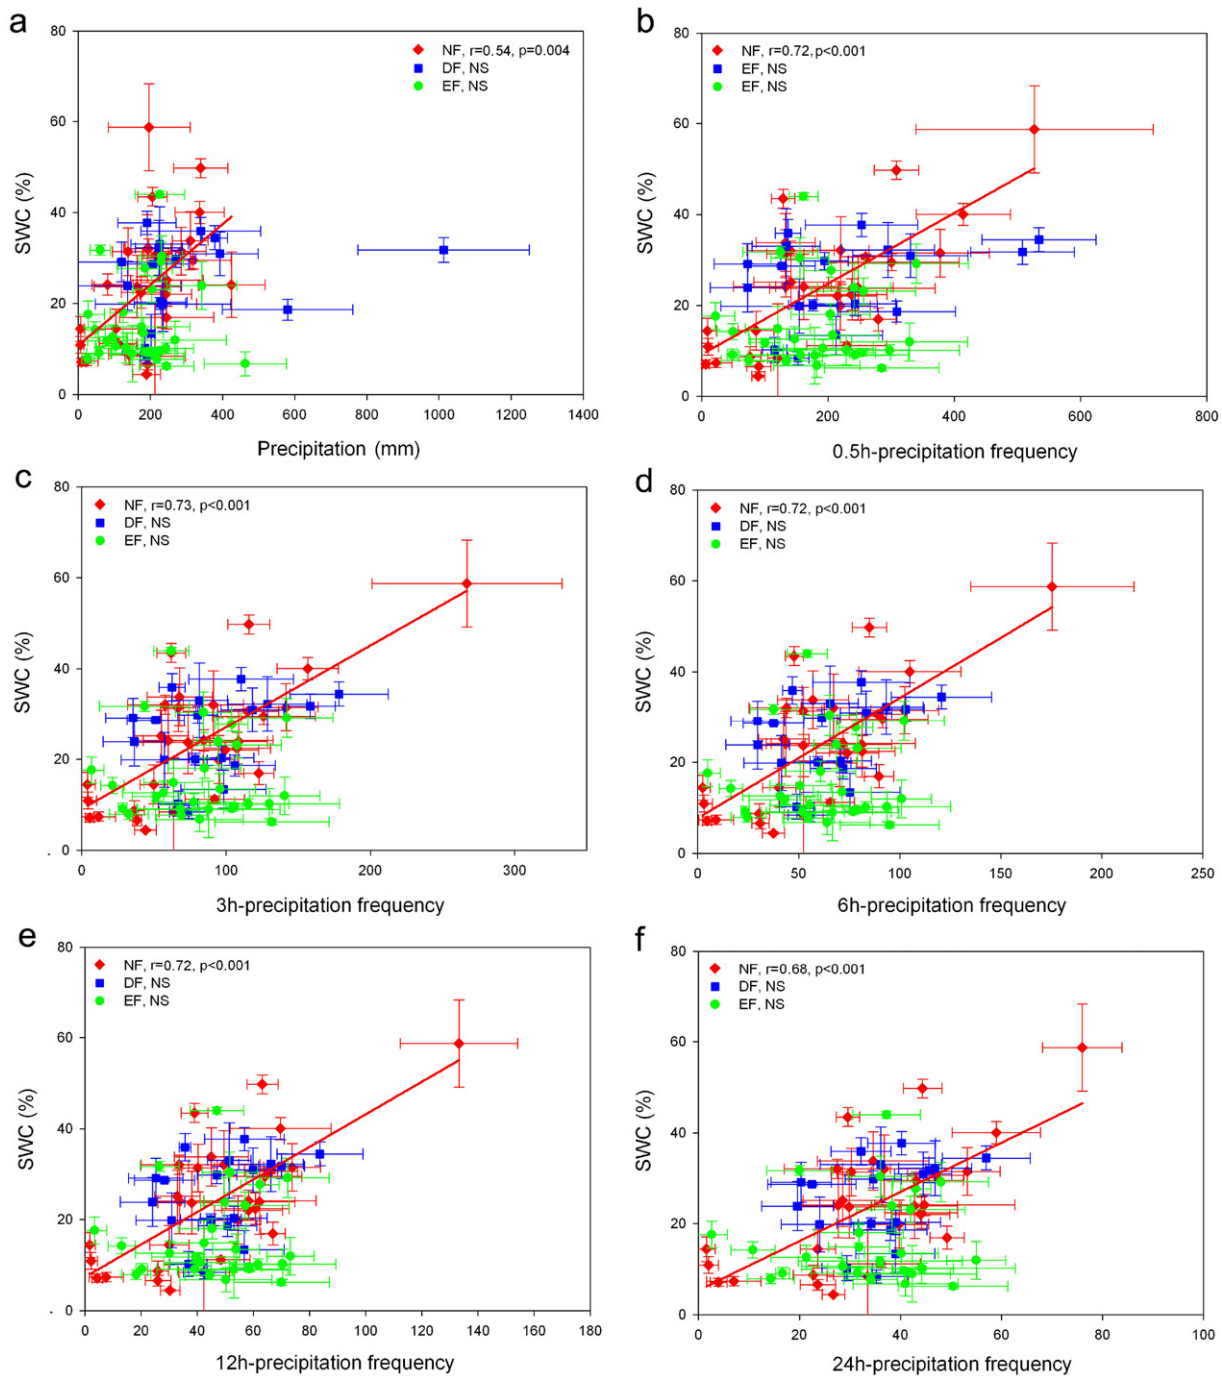 a
80
60
40
20
0
SWC (%)
NF, r=0.54, p=0.004
DF, NS
EF, NS
0 200 400 600 800 1000 1200 1400
Precipitation (mm)
b
80
60
40
20
0
SWC (%)
NF, r=0.72, p<0.001
EF, NS
EF, NS
0 200 400 600 800
0.5h-precipitation frequency
c
80
60
40
20
0
SWC (%)
NF, r=0.73, p<0.001
DF, NS
EF, NS
0 100 200 300
3h-precipitation frequency
d
80
60
40
20
0
SWC (%)
NF, r=0.72, p<0.001
DF, NS
EF, NS
0 50 100 150 200 250
6h-precipitation frequency
e
80
60
40
20
0
SWC (%)
NF, r=0.72, p<0.001
DF, NS
EF, NS
0 20 40 60 80 100 120 140 160 180
12h-precipitation frequency
f
80
60
40
20
0
SWC (%)
NF, r=0.68, p<0.001
DF, NS
EF, NS
0 20 40 60 80 100
24h-precipitation frequency